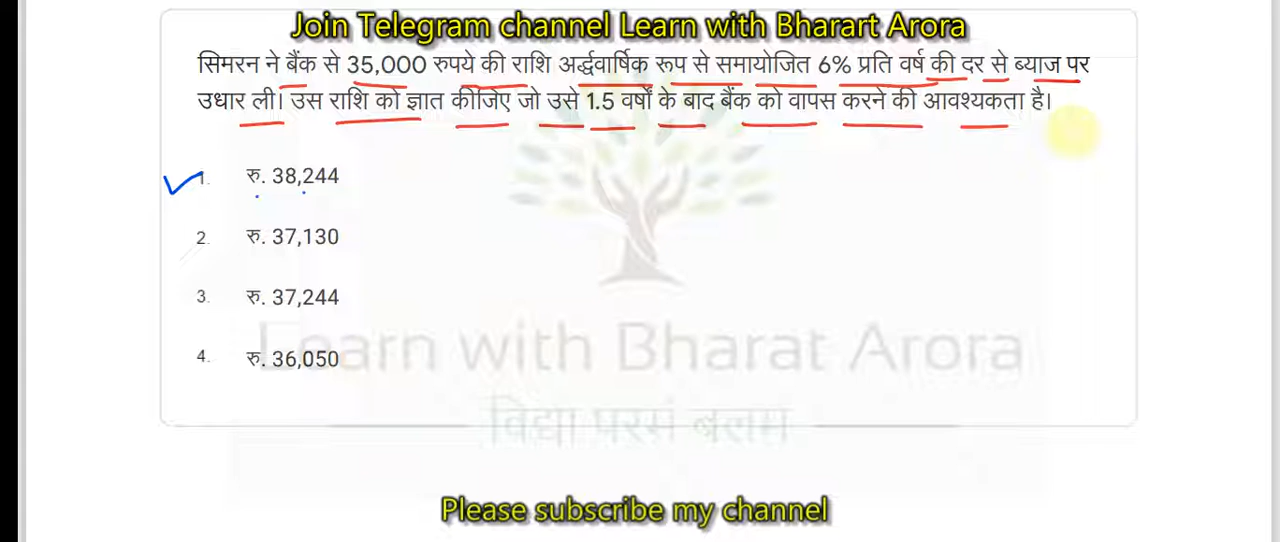 Join Telegram channel Learn with Bharart Arora
सिमरन ने बैंक से 35,000 रुपये की राशि अर्द्धवार्षिक रूप से समायोजित 6% प्रति वर्ष की दर से ब्याज पर
उधार ली। उस राशि को ज्ञात कीजिए जो उसे 1.5 वर्षों के बाद बैंक को वापस करने की आवश्यकता है।
1. रु. 38,244
2. रु. 37,130
3. रु. 37,244
4. रु. 36,050
Learn with Bharat Arora
विद्या परमं बलम
Please subscribe my channel